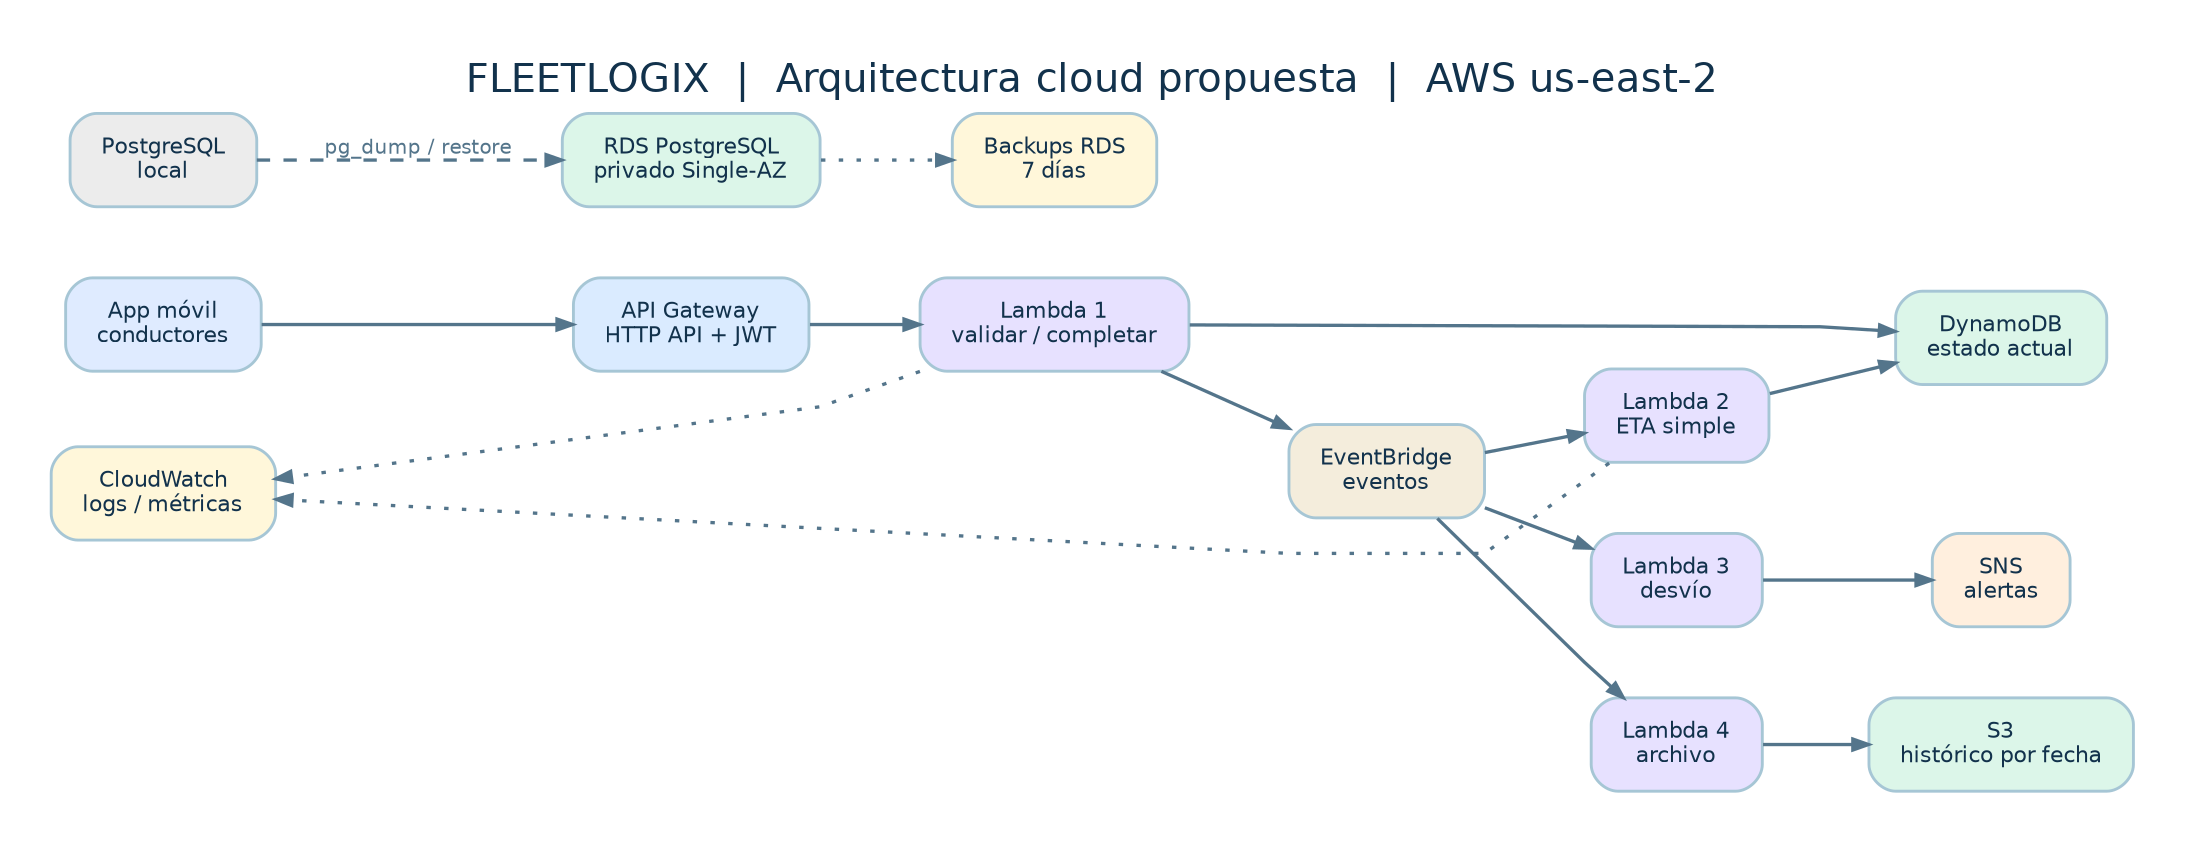 FLEETLOGIX | Arquitectura cloud propuesta | AWS us-east-2
PostgreSQL
local
pg_dump / restore
RDS PostgreSQL
privado Single-AZ
Backups RDS
7 días
App móvil
conductores
API Gateway
HTTP API + JWT
Lambda 1
validar / completar
DynamoDB
estado actual
Lambda 2
ETA simple
CloudWatch
logs / métricas
EventBridge
eventos
Lambda 3
desvío
SNS
alertas
Lambda 4
archivo
S3
histórico por fecha